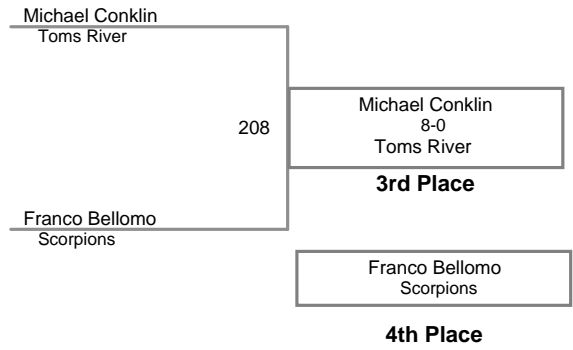 Michael Conklin
Toms River
208
Michael Conklin
8-0
Toms River
3rd Place
Franco Bellomo
Scorpions
Franco Bellomo
Scorpions
4th Place